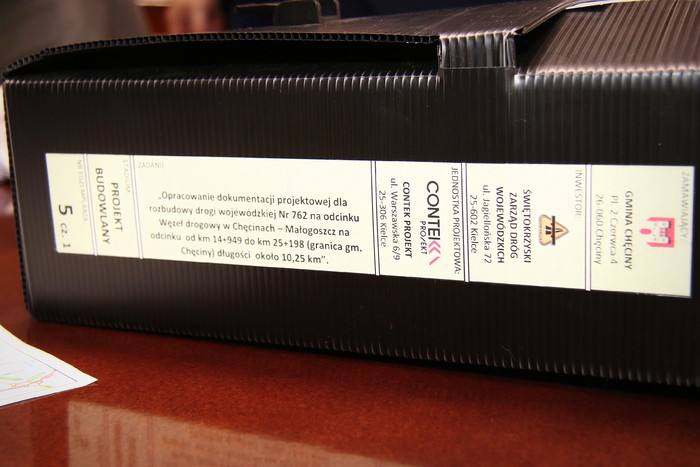 ZAMAWIAJĄCY
GMINA CHĘCINY
Pl. 2 Czerwca 4
26-060 Chęciny
INWESTOR:
ŚWIĘTOKRZYSKI
ZARZĄD DRÓG
WOJEWÓDZKICH
ul. Jagiellońska 72
25-602 Kielce
JEDNOSTKA PROJEKTOWA:
CONTEK
PROJEKT
CONTEK PROJEKT
ul. Warszawska 6/9
25-306 Kielce
ZADANIE:
„Opracowanie dokumentacji projektowej dla
rozbudowy drogi wojewódzkiej Nr 762 na odcinku
Węzeł drogowy w Chęcinach – Małogoszcz na
odcinku od km 14+949 do km 25+198 (granica gm.
Chęciny) długości około 10,25 km”.
STADIUM:
PROJEKT
BUDOWLANY
NR EGZEMPLARZA:
5 cz. 1